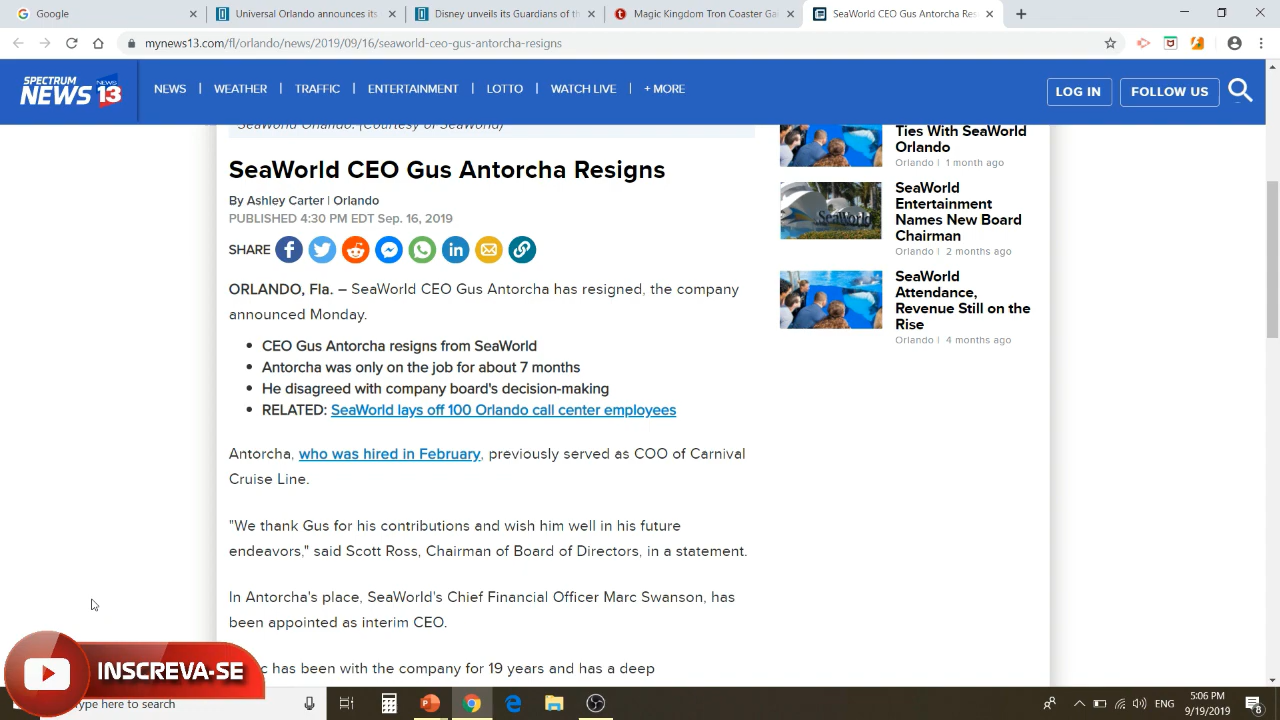 Google
Universal Orlando announces its
Disney unveils its Guardians of th
Magic Kingdom Tron Coaster Ga
SeaWorld CEO Gus Antorcha Res
mynews13.com/fl/orlando/news/2019/09/16/seaworld-ceo-gus-antorcha-resigns
SPECTRUM
NEWS 13
NEWS
WEATHER
TRAFFIC
ENTERTAINMENT
LOTTO
WATCH LIVE
+ MORE
LOG IN
FOLLOW US
SeaWorld Orlando. (Courtesy of SeaWorld)
SeaWorld CEO Gus Antorcha Resigns
By Ashley Carter | Orlando
PUBLISHED 4:30 PM EDT Sep. 16, 2019
SHARE
ORLANDO, Fla. – SeaWorld CEO Gus Antorcha has resigned, the company
announced Monday.
• CEO Gus Antorcha resigns from SeaWorld
• Antorcha was only on the job for about 7 months
• He disagreed with company board's decision-making
• RELATED: SeaWorld lays off 100 Orlando call center employees
Antorcha, who was hired in February, previously served as COO of Carnival
Cruise Line.
"We thank Gus for his contributions and wish him well in his future
endeavors," said Scott Ross, Chairman of Board of Directors, in a statement.
In Antorcha's place, SeaWorld's Chief Financial Officer Marc Swanson, has
been appointed as interim CEO.
has been with the company for 19 years and has a deep
Ties With SeaWorld
Orlando
Orlando | 1 month ago
SeaWorld
Entertainment
Names New Board
Chairman
Orlando | 2 months ago
SeaWorld
Attendance,
Revenue Still on the
Rise
Orlando | 4 months ago
INSCREVA-SE
here to search
ENG
5:06 PM
9/19/2019
8